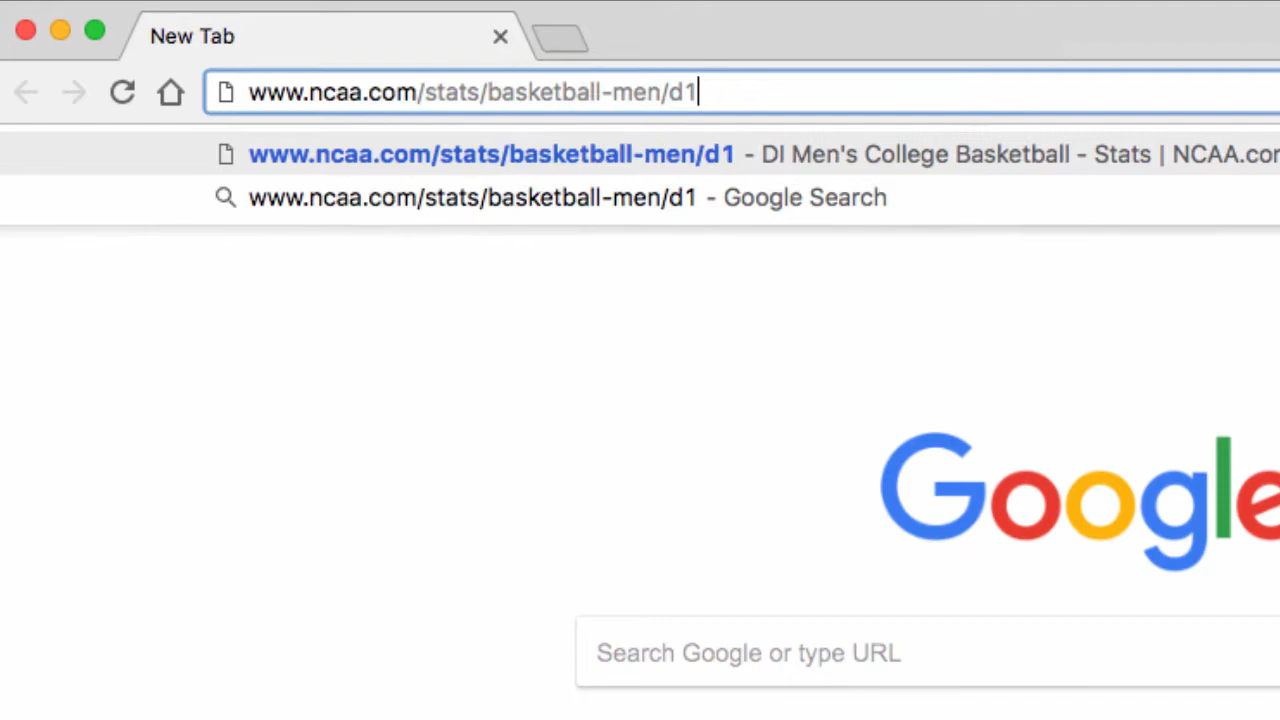 New Tab
www.ncaa.com/stats/basketball-men/d1
www.ncaa.com/stats/basketball-men/d1 - DI Men's College Basketball - Stats | NCAA.com
www.ncaa.com/stats/basketball-men/d1 - Google Search
Google
Search Google or type URL